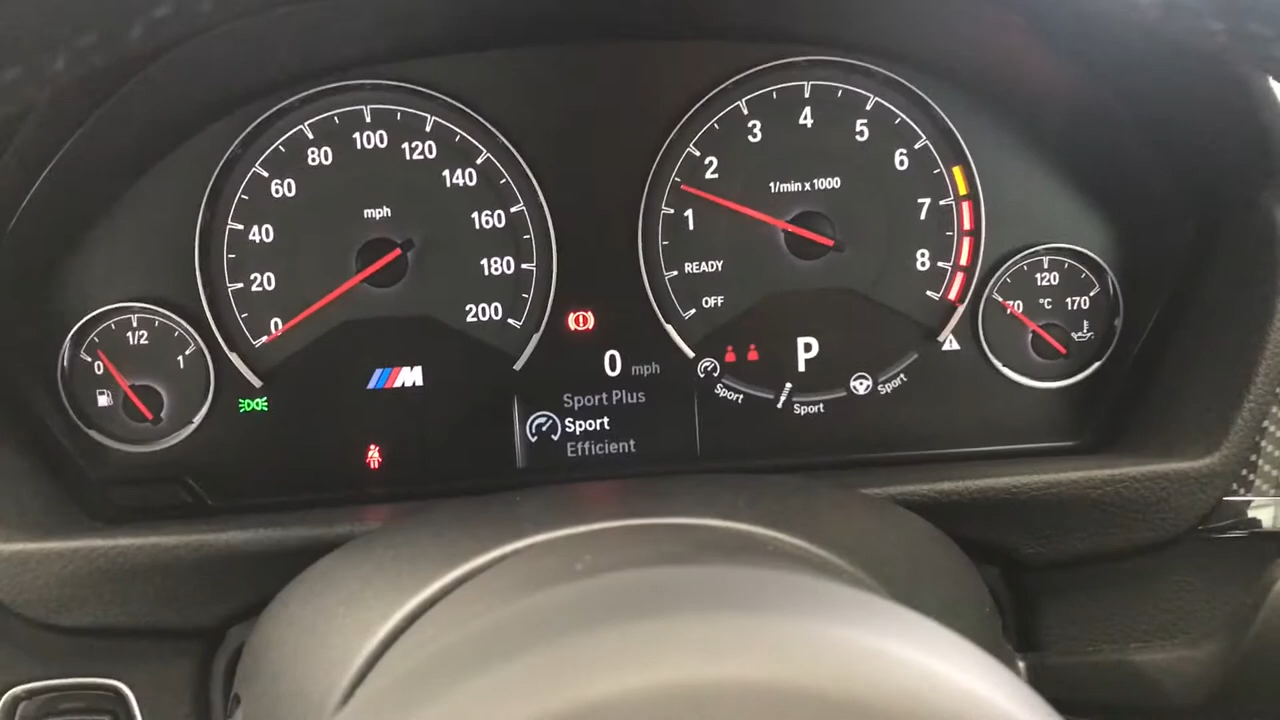 0
20
40
60
80
100
120
140
160
180
200
mph
0
1/2
1
M
0 mph
Sport Plus
Sport
Efficient
OFF
READY
1
2
3
4
5
6
7
8
1/min x 1000
P
Sport
Sport
Sport
70
120
170
°C